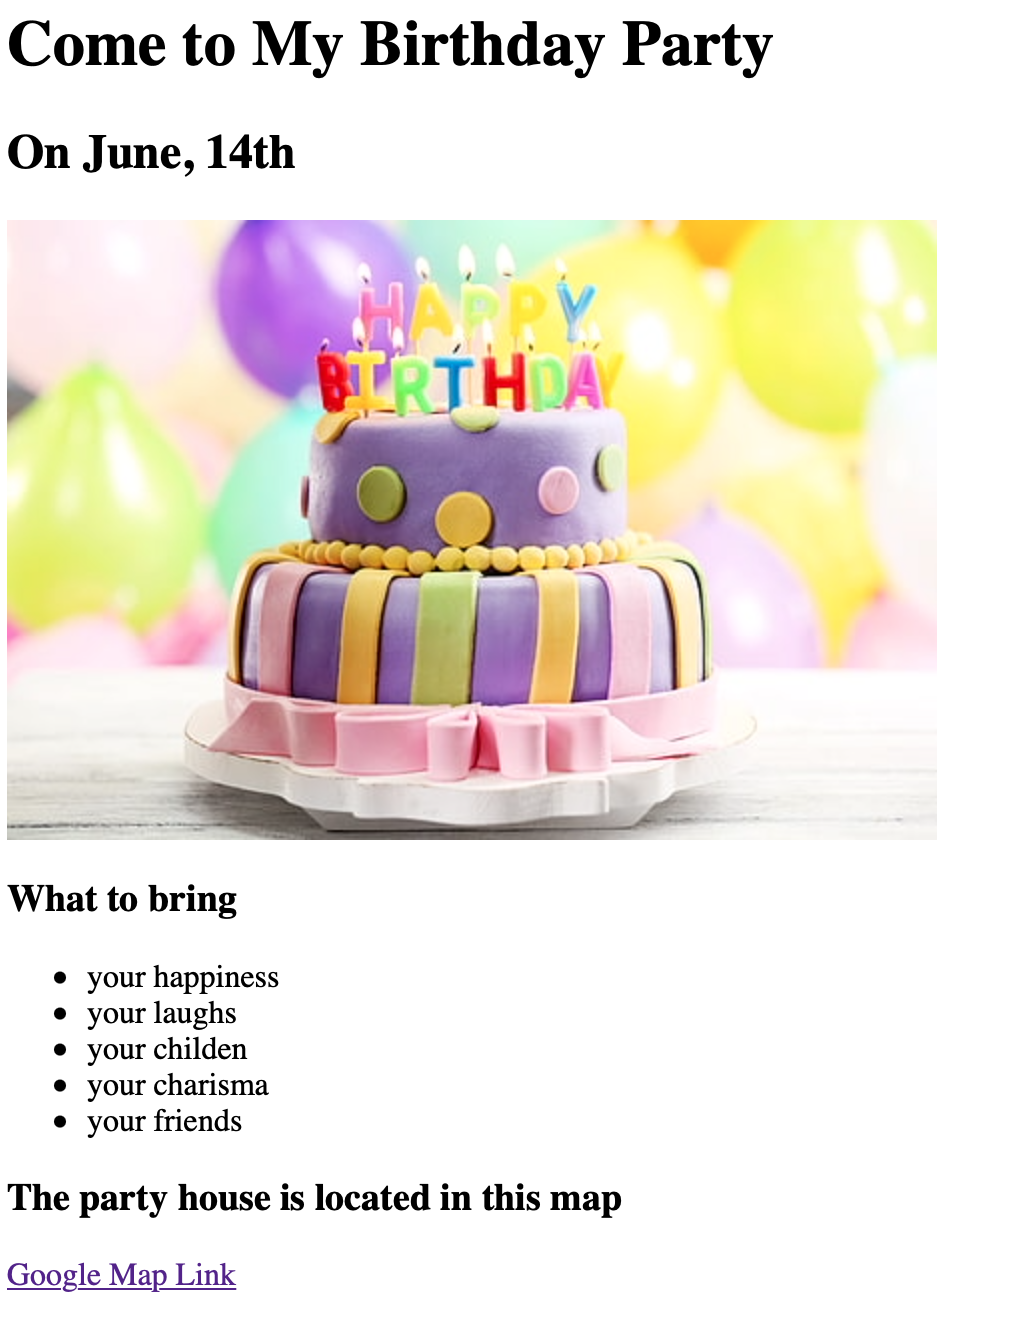 Come to My Birthday Party
On June, 14th
HAPPY
BIRTHDAY
What to bring
your happiness
your laughs
your childen
your charisma
your friends
The party house is located in this map
Google Map Link